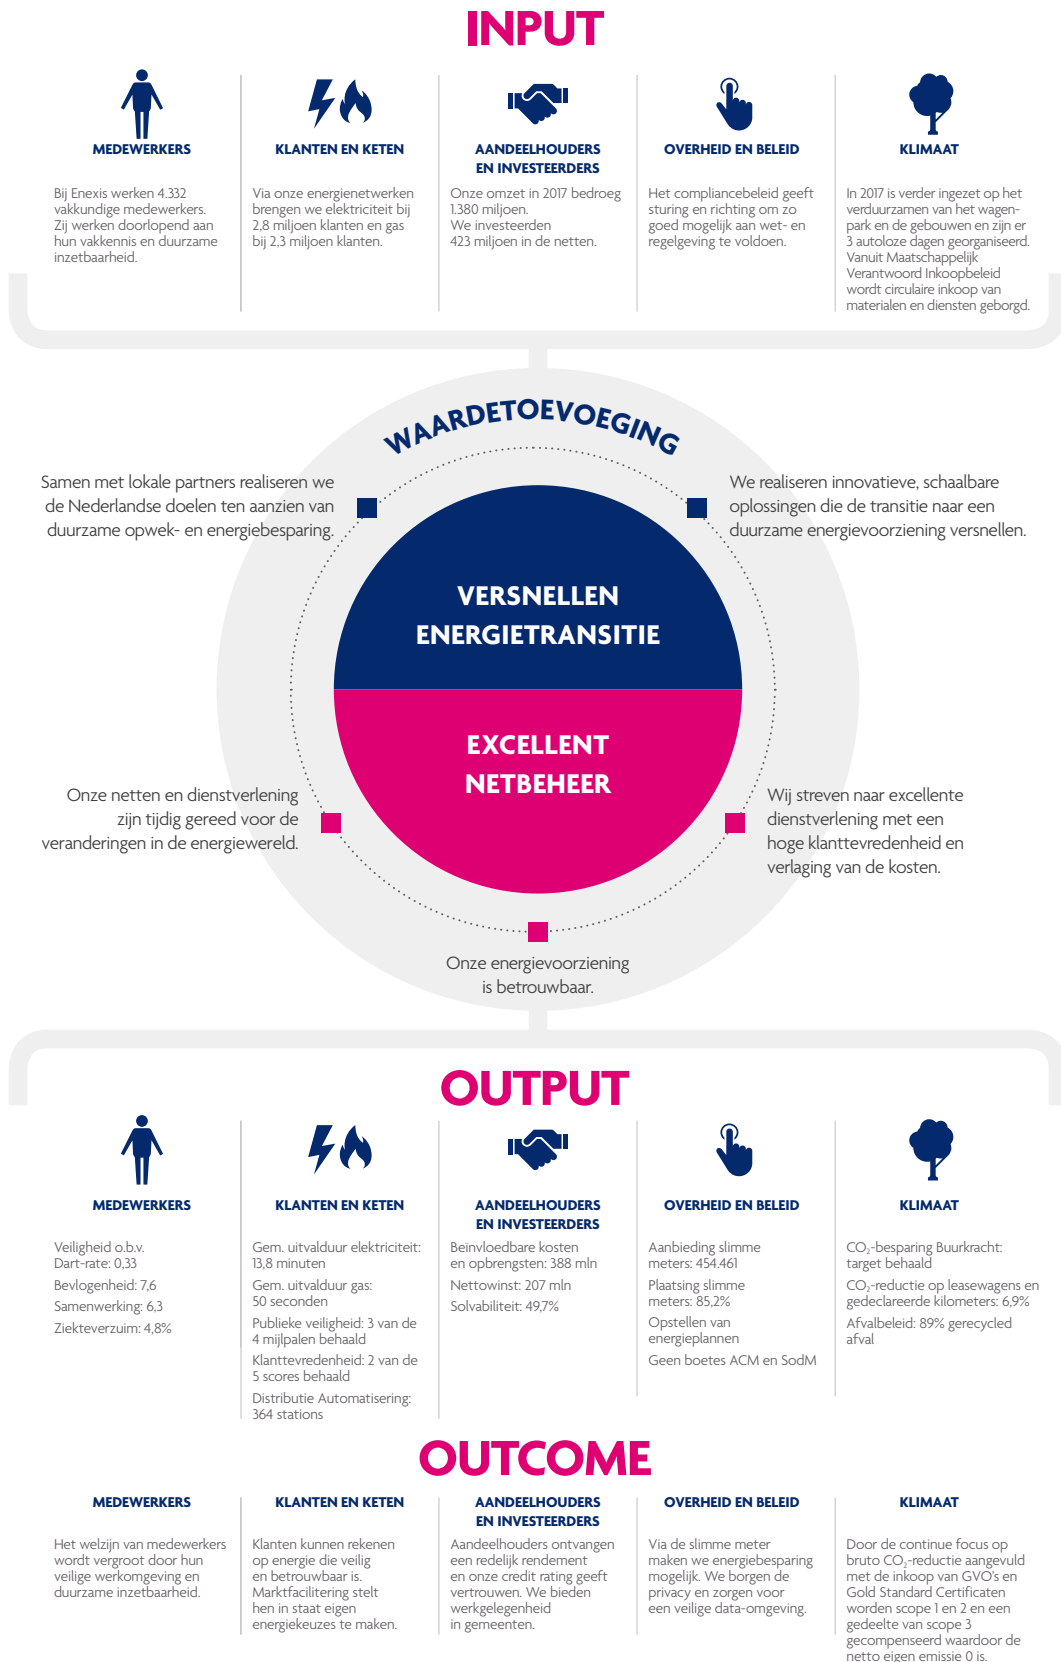 INPUT
MEDEWERKERS
Bij Enexis werken 4.332
vakkundige medewerkers.
Zij werken doorlopend aan
hun vakkennis en duurzame
inzetbaarheid.
KLANTEN EN KETEN
Via onze energienetwerken
brengen we elektriciteit bij
2,8 miljoen klanten en gas
bij 2,3 miljoen klanten.
AANDEELHOUDERS
EN INVESTEERDERS
Onze omzet in 2017 bedroeg
1.380 miljoen.
We investeerden
423 miljoen in de netten.
OVERHEID EN BELEID
Het compliancebeleid geeft
sturing en richting om zo
goed mogelijk aan wet- en
regelgeving te voldoen.
KLIMAAT
In 2017 is verder ingezet op het
verduurzamen van het wagen-
park en de gebouwen en zijn er
3 autoloze dagen georganiseerd.
Vanuit Maatschappelijk
Verantwoord Inkoopbeleid
wordt circulaire inkoop van
materialen en diensten geborgd.
WAARDETOEVOEGING
Samen met lokale partners realiseren we
de Nederlandse doelen ten aanzien van
duurzame opwek- en energiebesparing.
We realiseren innovatieve, schaalbare
oplossingen die de transitie naar een
duurzame energievoorziening versnellen.
VERSNELLEN
ENERGIETRANSITIE
EXCELLENT
NETBEHEER
Onze netten en dienstverlening
zijn tijdig gereed voor de
veranderingen in de energiewereld.
Wij streven naar excellente
dienstverlening met een
hoge klanttevredenheid en
verlaging van de kosten.
Onze energievoorziening
is betrouwbaar.
OUTPUT
MEDEWERKERS
Veiligheid o.b.v.
Dart-rate: 0,33
Bevlogenheid: 7,6
Samenwerking: 6,3
Ziekteverzuim: 4,8%
KLANTEN EN KETEN
Gem. uitvalduur elektriciteit:
13,8 minuten
Gem. uitvalduur gas:
50 seconden
Publieke veiligheid: 3 van de
4 mijlpalen behaald
Klanttevredenheid: 2 van de
5 scores behaald
Distributie Automatisering:
364 stations
AANDEELHOUDERS
EN INVESTEERDERS
Beïnvloedbare kosten
en opbrengsten: 388 mln
Nettowinst: 207 mln
Solvabiliteit: 49,7%
OVERHEID EN BELEID
Aanbieding slimme
meters: 454.461
Plaatsing slimme
meters: 85,2%
Opstellen van
energieplannen
Geen boetes ACM en SodM
KLIMAAT
CO₂-besparing Buurkracht:
target behaald
CO₂-reductie op leasewagens en
gedeclareerde kilometers: 6,9%
Afvalbeleid: 89% gerecycled
afval
OUTCOME
MEDEWERKERS
Het welzijn van medewerkers
wordt vergroot door hun
veilige werkomgeving en
duurzame inzetbaarheid.
KLANTEN EN KETEN
Klanten kunnen rekenen
op energie die veilig
en betrouwbaar is.
Marktfacilitering stelt
hen in staat eigen
energiekeuzes te maken.
AANDEELHOUDERS
EN INVESTEERDERS
Aandeelhouders ontvangen
een redelijk rendement
en onze credit rating geeft
vertrouwen. We bieden
werkgelegenheid
in gemeenten.
OVERHEID EN BELEID
Via de slimme meter
maken we energiebesparing
mogelijk. We borgen de
privacy en zorgen voor
een veilige data-omgeving.
KLIMAAT
Door de continue focus op
bruto CO₂-reductie aangevuld
met de inkoop van GVO's en
Gold Standard Certificaten
worden scope 1 en 2 en een
gedeelte van scope 3
gecompenseerd waardoor de
netto eigen emissie 0 is.